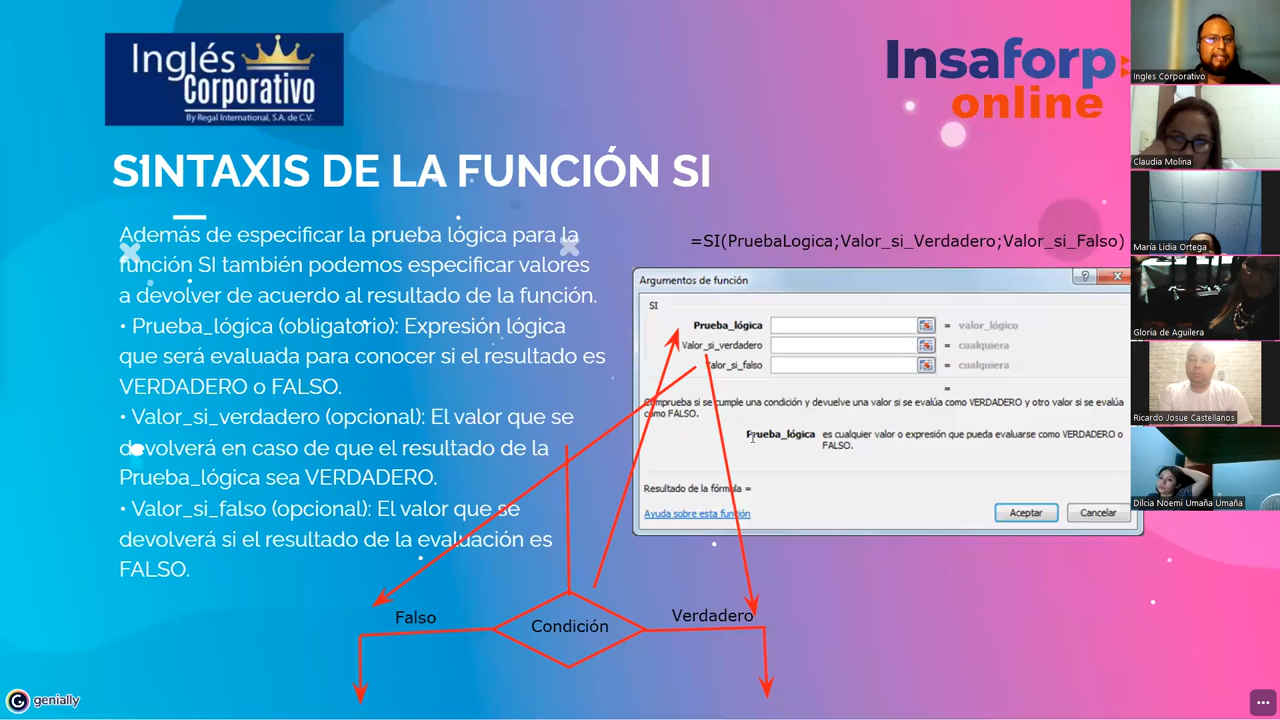 Inglés
Corporativo
By Regal International, S.A. de C.V.
Insaforp
online
SINTAXIS DE LA FUNCIÓN SI
Además de especificar la prueba lógica para la
función SI también podemos especificar valores
a devolver de acuerdo al resultado de la función.
• Prueba_lógica (obligatorio): Expresión lógica
que será evaluada para conocer si el resultado es
VERDADERO o FALSO.
• Valor_si_verdadero (opcional): El valor que se
devolverá en caso de que el resultado de la
Prueba_lógica sea VERDADERO.
• Valor_si_falso (opcional): El valor que se
devolverá si el resultado de la evaluación es
FALSO.
=SI(PruebaLogica;Valor_si_Verdadero;Valor_si_Falso)
Argumentos de función
SI
Prueba_lógica = valor_lógico
Valor_si_verdadero = cualquiera
Valor_si_falso = cualquiera
=
Comprueba si se cumple una condición y devuelve una valor si se evalúa como VERDADERO y otro valor si se evalúa
como FALSO.
Prueba_lógica es cualquier valor o expresión que pueda evaluarse como VERDADERO o
FALSO.
Resultado de la fórmula =
Ayuda sobre esta función
Aceptar
Cancelar
Falso
Condición
Verdadero
Ingles Corporativo
Claudia Molina
María Lidia Ortega
Gloria de Aguilera
Ricardo Josue Castellanos
Dilcia Noemi Umaña Umaña
genially